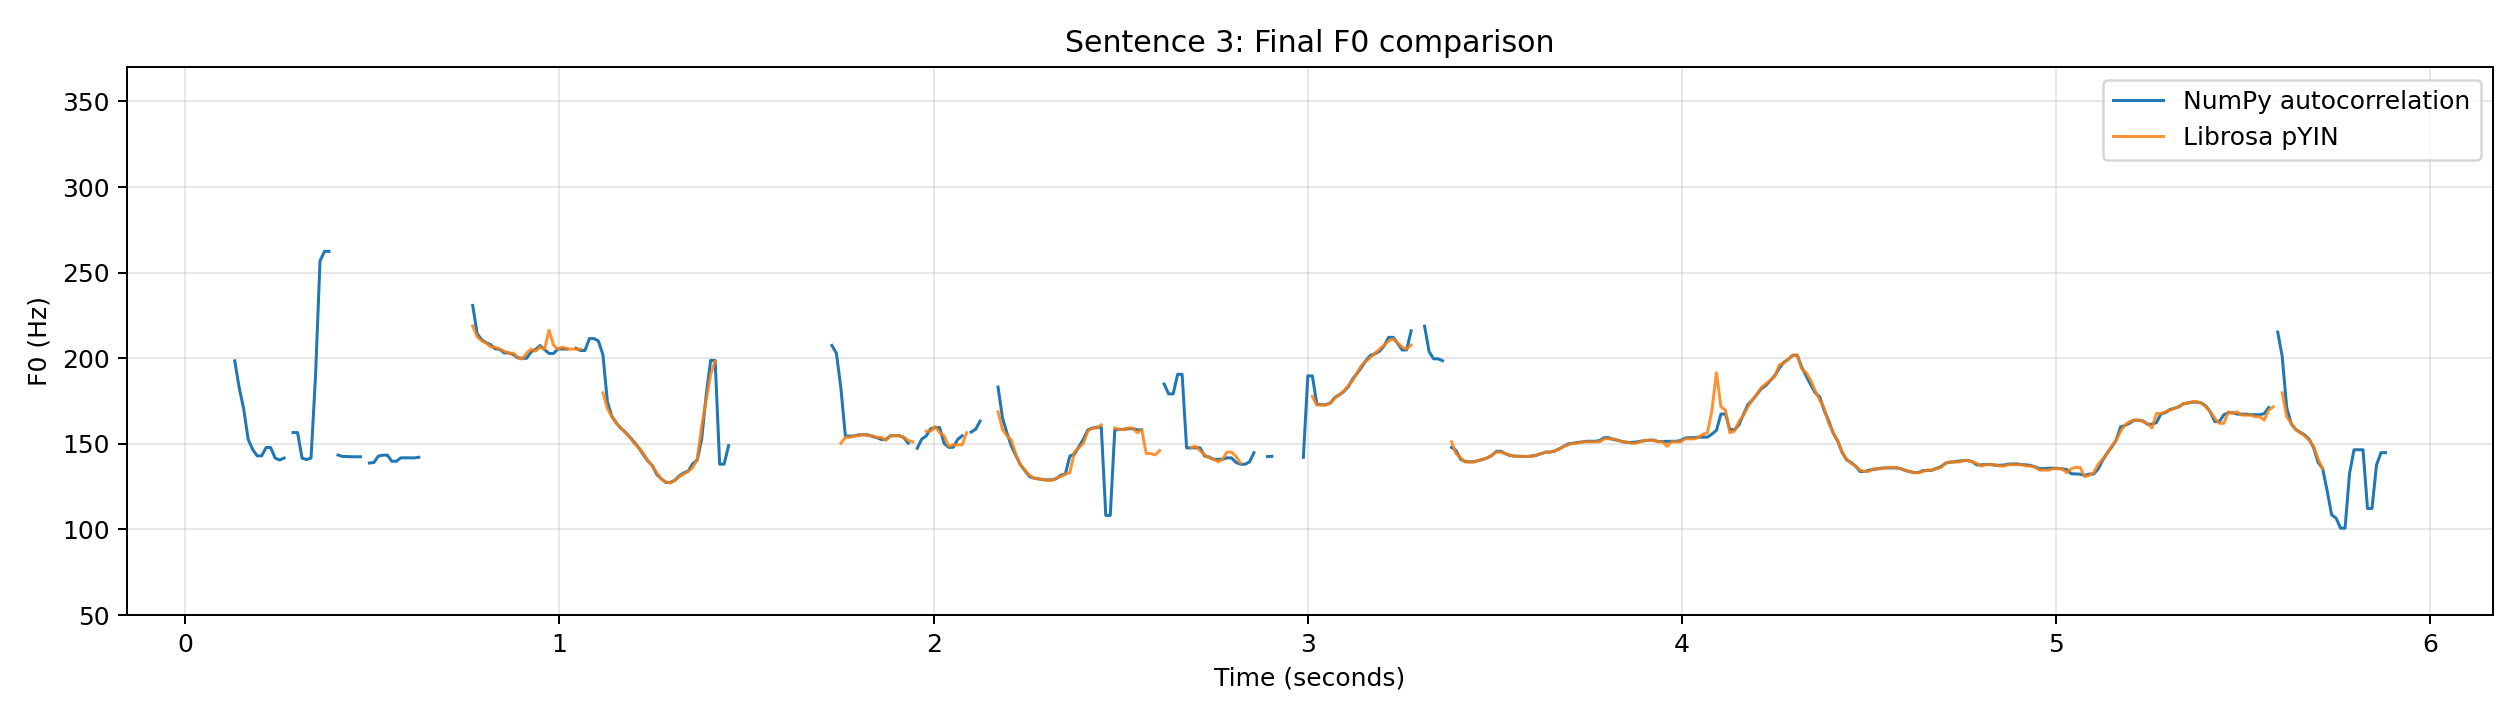 Sentence 3: Final F0 comparison
NumPy autocorrelation
Librosa pYIN
F0 (Hz)
350
300
250
200
150
100
50
0 1 2 3 4 5 6
Time (seconds)